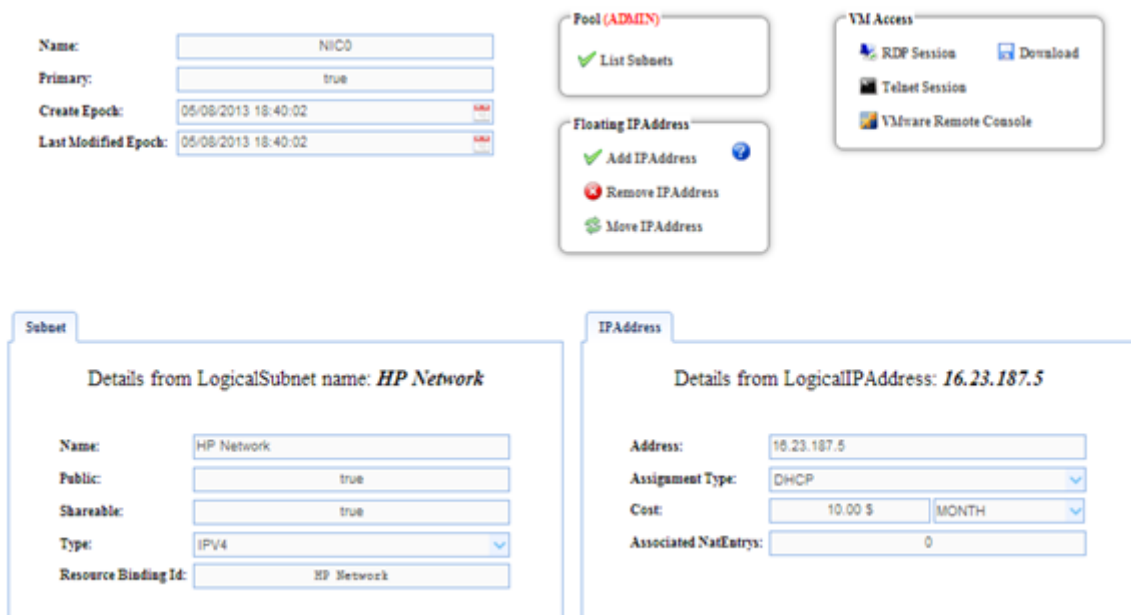 Name: NIC0
Primary: true
Create Epoch: 05/08/2013 18:40:02
Last Modified Epoch: 05/08/2013 18:40:02
Pool (ADMIN)
List Subnets
Floating IPAddress
Add IPAddress
Remove IPAddress
Move IPAddress
VM Access
RDP Session Download
Telnet Session
VMware Remote Console
Subnet
Details from LogicalSubnet name: HP Network
Name: HP Network
Public: true
Shareable: true
Type: IPV4
Resource Binding Id: HP Network
IPAddress
Details from LogicalIPAddress: 16.23.187.5
Address: 16.23.187.5
Assignment Type: DHCP
Cost: 10.00 $ MONTH
Associated NatEntrys: 0